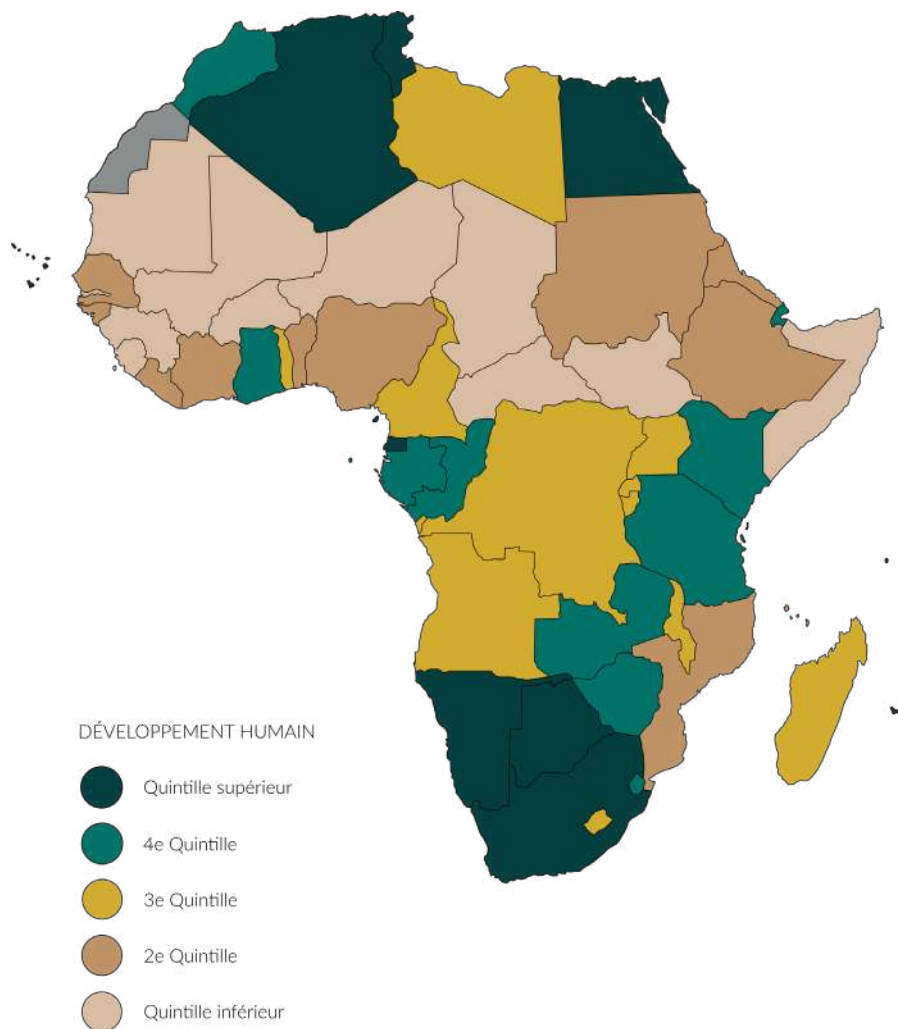 DÉVELOPPEMENT HUMAIN
Quintille supérieur
4e Quintille
3e Quintille
2e Quintille
Quintille inférieur